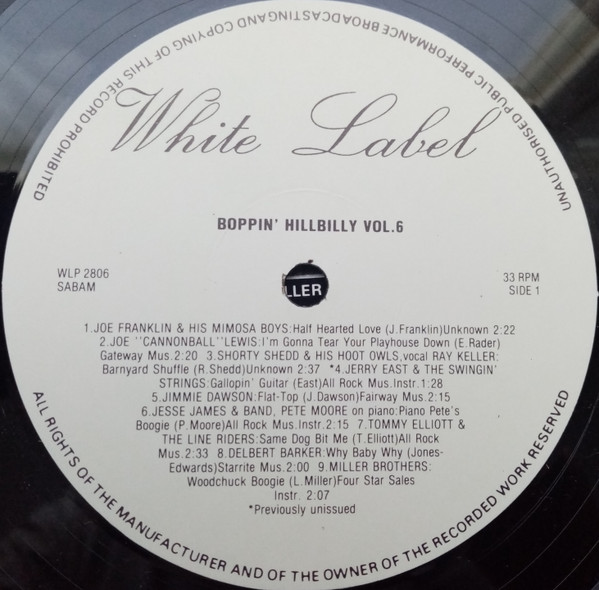 UNAUTHORISED PUBLIC PERFORMANCE BROADCASTING AND COPYING OF THIS RECORD PROHIBITED
White Label
BOPPIN' HILLBILLY VOL.6
WLP 2806
SABAM
LLER
33 RPM
SIDE 1
1.JOE FRANKLIN & HIS MIMOSA BOYS:Half Hearted Love (J.Franklin)Unknown 2:22
2:JOE "CANNONBALL"LEWIS:I'm Gonna Tear Your Playhouse Down (E.Rader)
Gateway Mus.2:20 3.SHORTY SHEDD & HIS HOOT OWLS,vocal RAY KELLER:
Barnyard Shuffle (R.Shedd)Unknown 2:37 *4.JERRY EAST & THE SWINGIN'
STRINGS:Gallopin' Guitar (East)All Rock Mus.Instr.1:28
5.JIMMIE DAWSON:Flat-Top (J.Dawson)Fairway Mus.2:15
6.JESSE JAMES & BAND, PETE MOORE on piano:Piano Pete's
Boogie (P.Moore)All Rock Mus.Instr.2:15 7.TOMMY ELLIOTT &
THE LINE RIDERS:Same Dog Bit Me (T.Elliott)All Rock
Mus.2:33 8.DELBERT BARKER:Why Baby Why (Jones-
Edwards)Starrite Mus.2:00 9.MILLER BROTHERS:
Woodchuck Boogie (L.Miller)Four Star Sales
Instr. 2:07
*Previously unissued
ALL RIGHTS OF THE MANUFACTURER AND OF THE OWNER OF THE RECORDED WORK RESERVED